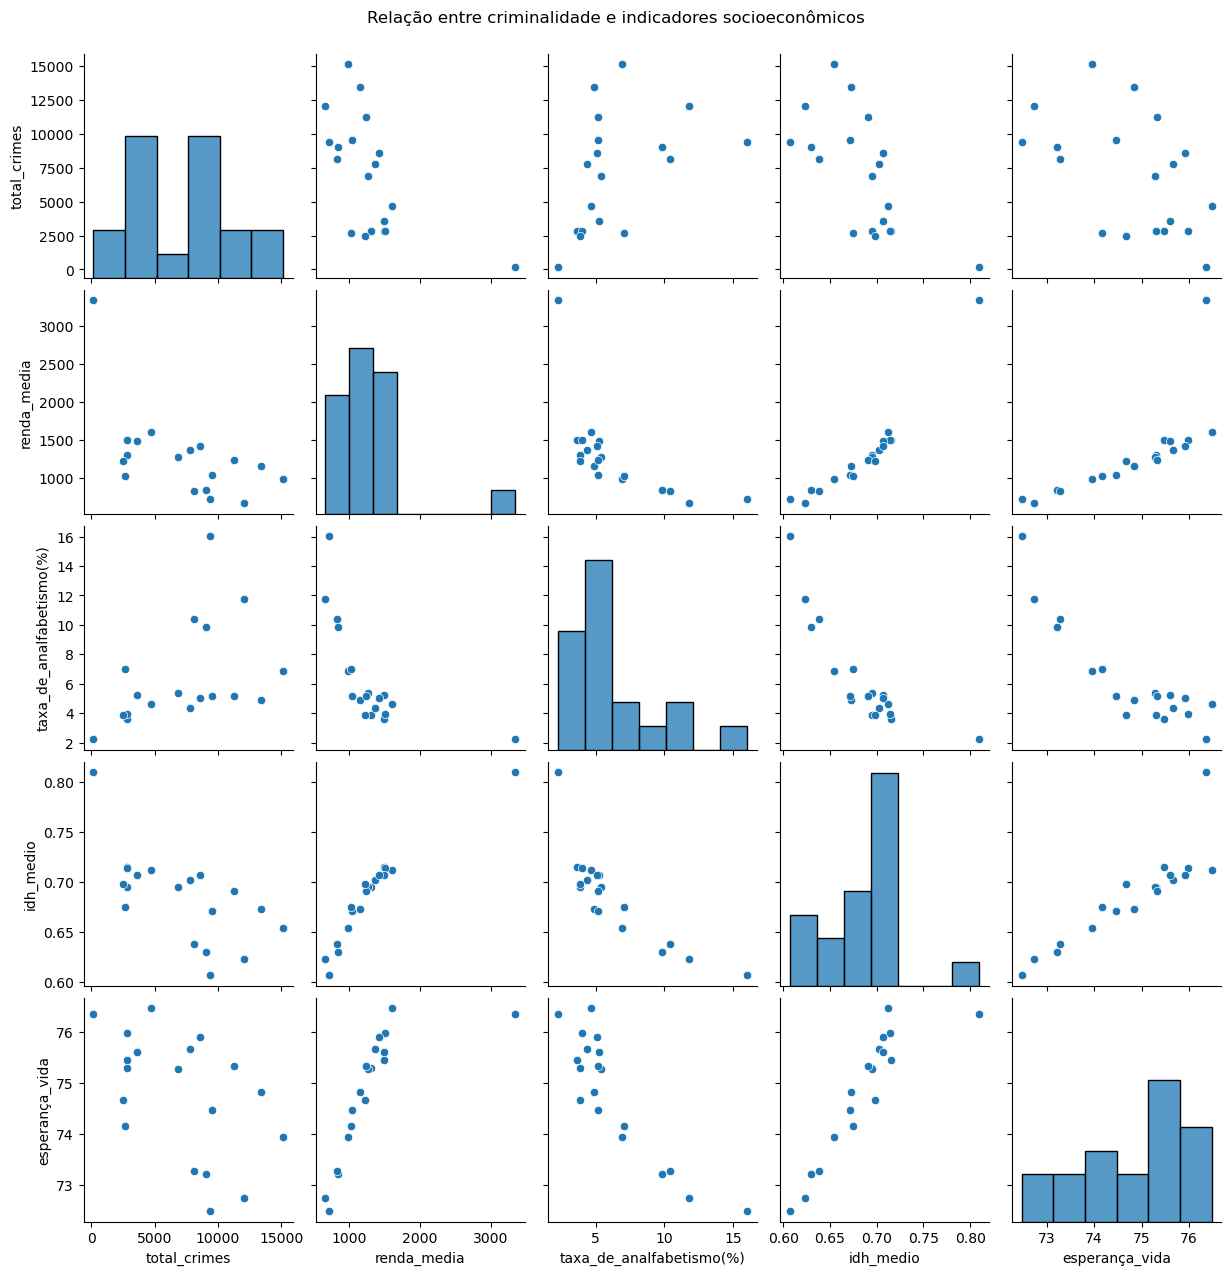 Relação entre criminalidade e indicadores socioeconômicos
15000
12500
10000
7500
5000
2500
0
total_crimes
3000
2500
2000
1500
1000
renda_media
16
14
12
10
8
6
4
2
taxa_de_analfabetismo(%)
0.80
0.75
0.70
0.65
0.60
idh_medio
76
75
74
73
esperança_vida
0 5000 10000 15000
total_crimes
1000 2000 3000
renda_media
5 10 15
taxa_de_analfabetismo(%)
0.60 0.65 0.70 0.75 0.80
idh_medio
73 74 75 76
esperança_vida